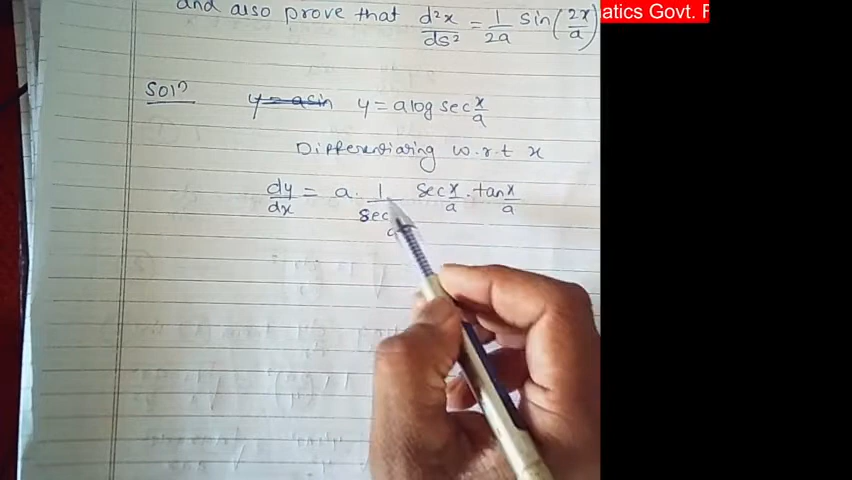 and also prove that d²x/ds² = 1/2a sin(2x/a)
atics Govt. F
Solⁿ y = a sin y = a log sec x/a
Differentiating w.r.t x
dy/dx = a. 1/sec sec x/a . tan x/a